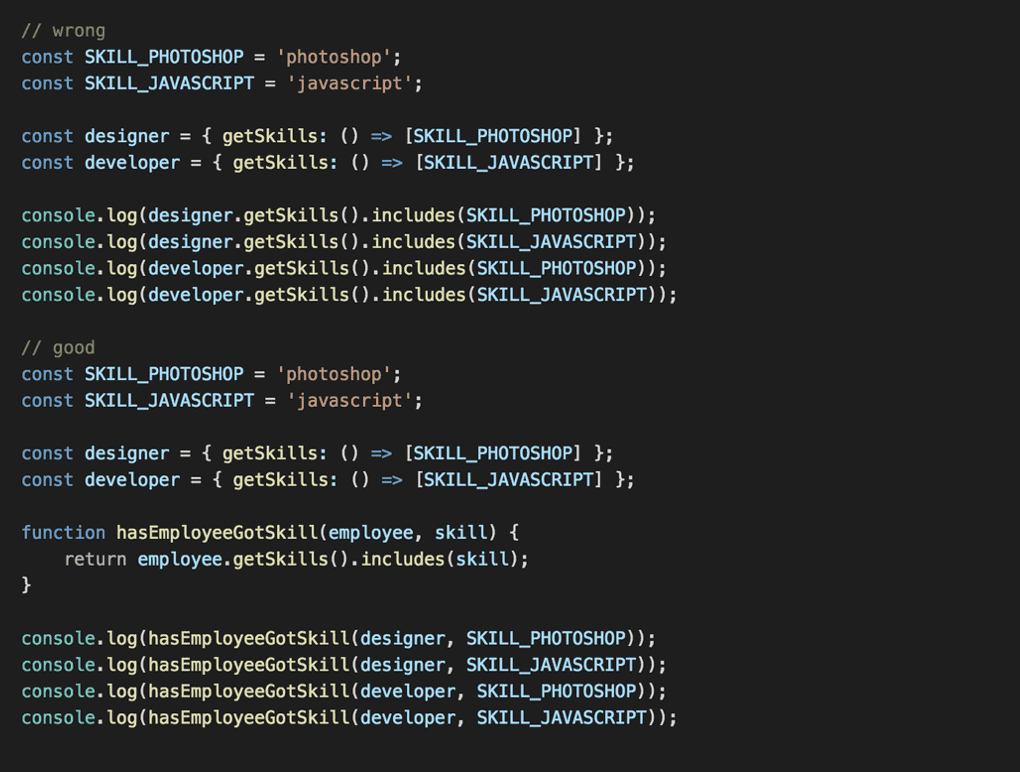 // wrong
const SKILL_PHOTOSHOP = 'photoshop';
const SKILL_JAVASCRIPT = 'javascript';

const designer = { getSkills: () => [SKILL_PHOTOSHOP] };
const developer = { getSkills: () => [SKILL_JAVASCRIPT] };

console.log(designer.getSkills().includes(SKILL_PHOTOSHOP));
console.log(designer.getSkills().includes(SKILL_JAVASCRIPT));
console.log(developer.getSkills().includes(SKILL_PHOTOSHOP));
console.log(developer.getSkills().includes(SKILL_JAVASCRIPT));

// good
const SKILL_PHOTOSHOP = 'photoshop';
const SKILL_JAVASCRIPT = 'javascript';

const designer = { getSkills: () => [SKILL_PHOTOSHOP] };
const developer = { getSkills: () => [SKILL_JAVASCRIPT] };

function hasEmployeeGotSkill(employee, skill) {
    return employee.getSkills().includes(skill);
}

console.log(hasEmployeeGotSkill(designer, SKILL_PHOTOSHOP));
console.log(hasEmployeeGotSkill(designer, SKILL_JAVASCRIPT));
console.log(hasEmployeeGotSkill(developer, SKILL_PHOTOSHOP));
console.log(hasEmployeeGotSkill(developer, SKILL_JAVASCRIPT));